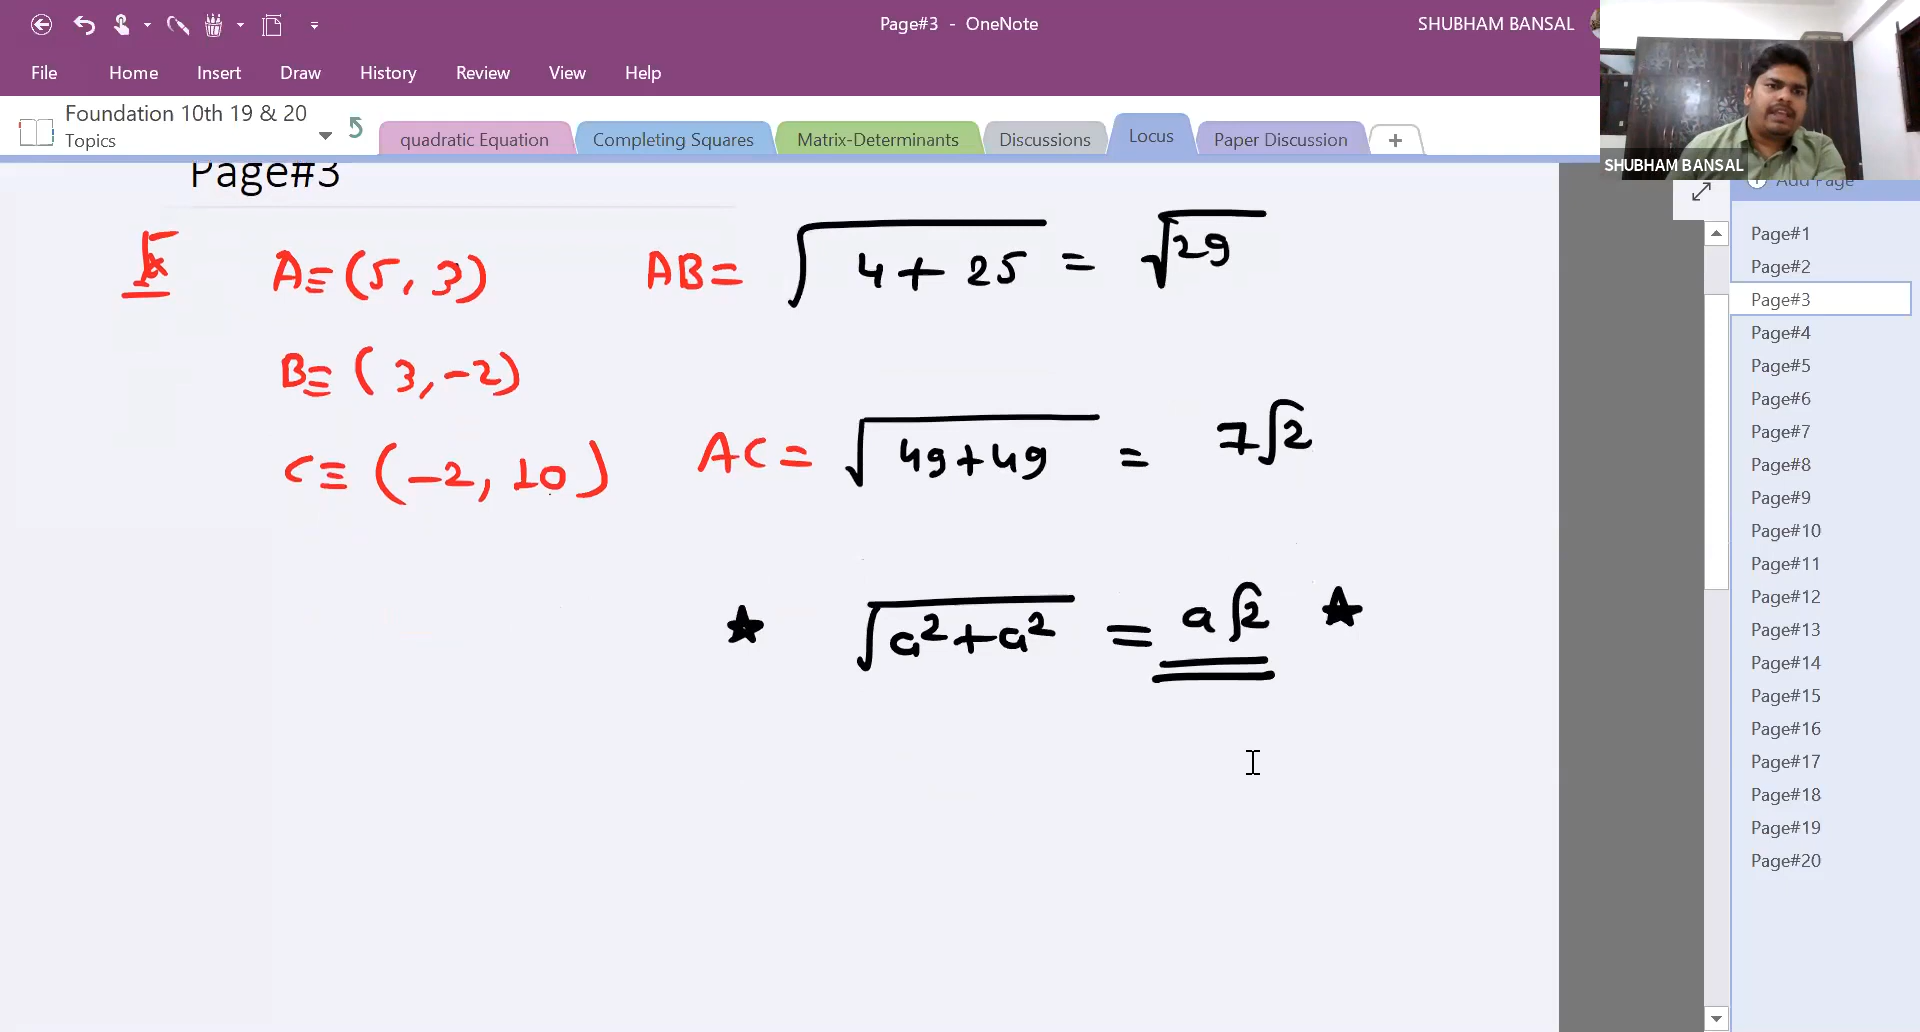 Page#3 - OneNote
SHUBHAM BANSAL
File Home Insert Draw History Review View Help
Foundation 10th 19 & 20
Topics
quadratic Equation Completing Squares Matrix-Determinants Discussions Locus Paper Discussion +
SHUBHAM BANSAL
Add Page
Page#3
A≡(5, 3) AB= √(4+25) = √29
B≡(3,-2)
C≡(-2, 10) AC= √(49+49) = 7√2
★ √(a²+a²) = a√2 ★
Page#1
Page#2
Page#3
Page#4
Page#5
Page#6
Page#7
Page#8
Page#9
Page#10
Page#11
Page#12
Page#13
Page#14
Page#15
Page#16
Page#17
Page#18
Page#19
Page#20